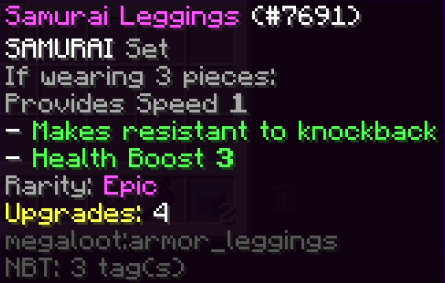 Samurai Leggings (#7691)
SAMURAI Set
If wearing 3 pieces:
Provides Speed 1
- Makes resistant to knockback
- Health Boost 3
Rarity: Epic
Upgrades: 4
megaloot:armor_leggings
NBT: 3 tag(s)